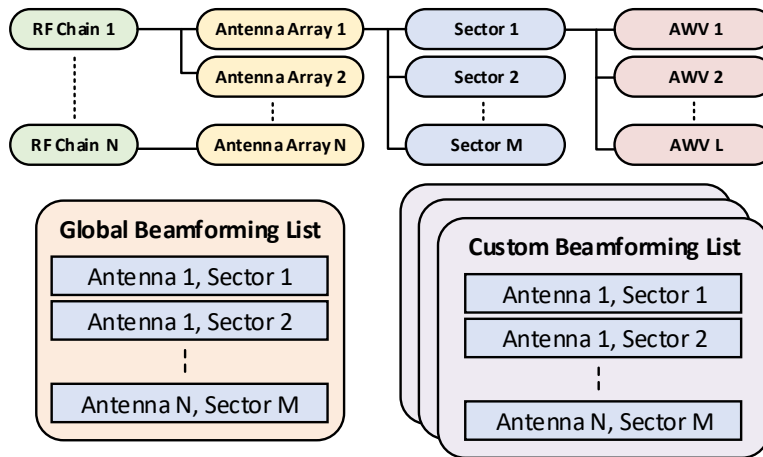 RF Chain 1
Antenna Array 1
Sector 1
AWV 1
Antenna Array 2
Sector 2
AWV 2
RF Chain N
Antenna Array N
Sector M
AWV L
Global Beamforming List
Antenna 1, Sector 1
Antenna 1, Sector 2
Antenna N, Sector M
Custom Beamforming List
Antenna 1, Sector 1
Antenna 1, Sector 2
Antenna N, Sector M